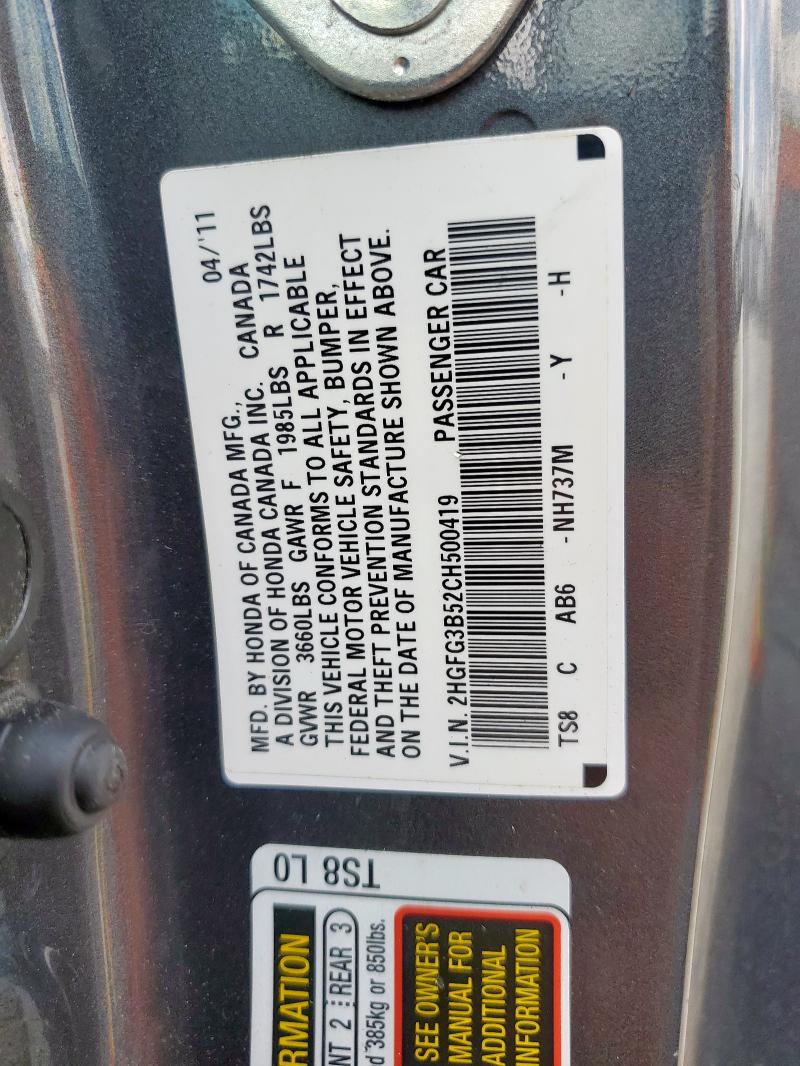 04/'11
MFD. BY HONDA OF CANADA MFG.,
A DIVISION OF HONDA CANADA INC. CANADA
GVWR 3660LBS GAWR F 1985LBS R 1742LBS
THIS VEHICLE CONFORMS TO ALL APPLICABLE
FEDERAL MOTOR VEHICLE SAFETY, BUMPER,
AND THEFT PREVENTION STANDARDS IN EFFECT
ON THE DATE OF MANUFACTURE SHOWN ABOVE.
V.I.N. 2HGFG3B52CH500419 PASSENGER CAR
TS8 C AB6 -NH737M -Y -H
TS8 L0
RMATION
NT 2 REAR 3
d 385kg or 850lbs.
SEE OWNER'S
MANUAL FOR
ADDITIONAL
INFORMATION